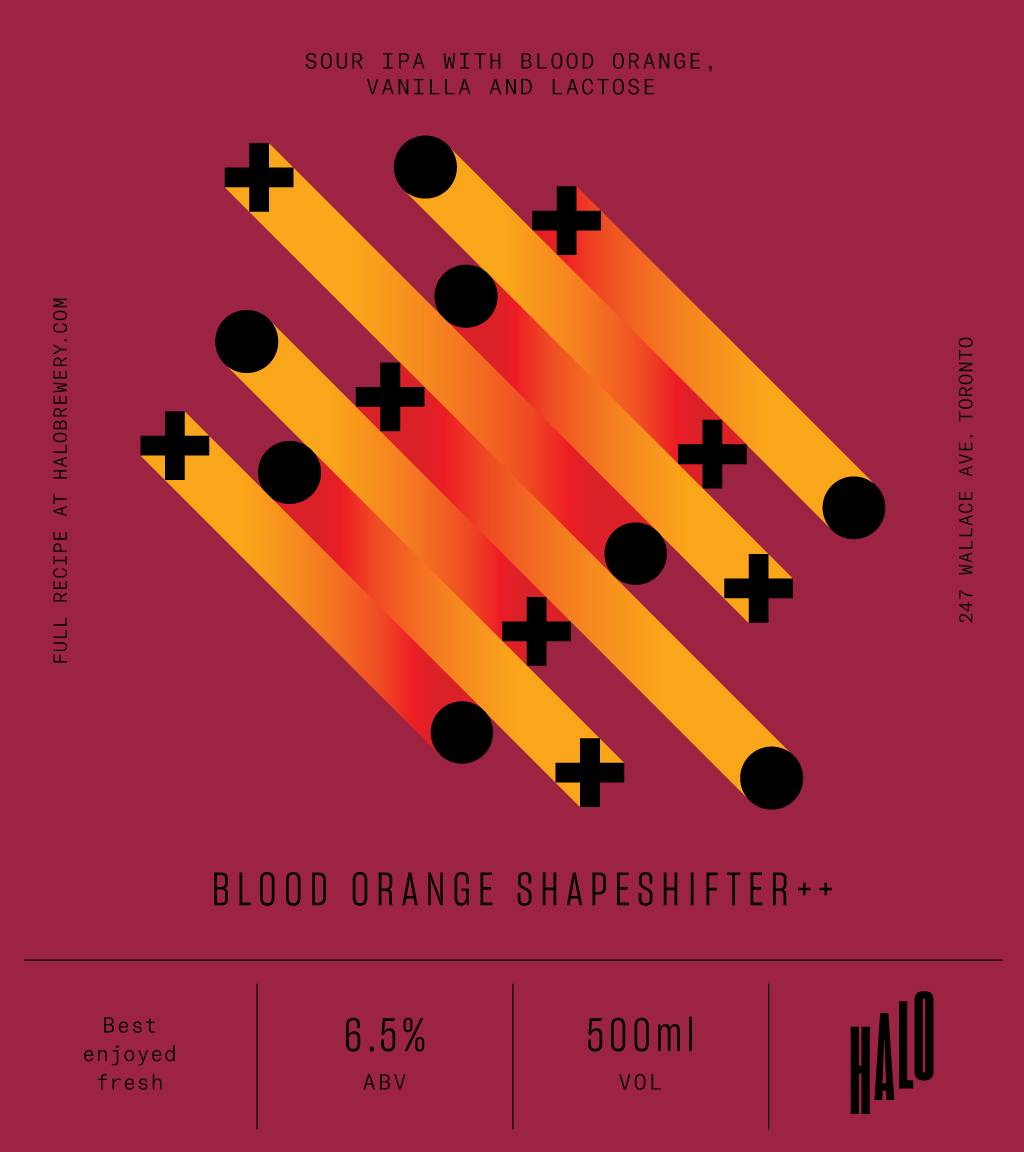 SOUR IPA WITH BLOOD ORANGE,
VANILLA AND LACTOSE
FULL RECIPE AT HALOBREWERY.COM
247 WALLACE AVE. TORONTO
BLOOD ORANGE SHAPESHIFTER++
Best
enjoyed
fresh
6.5%
ABV
500ml
VOL
HALO